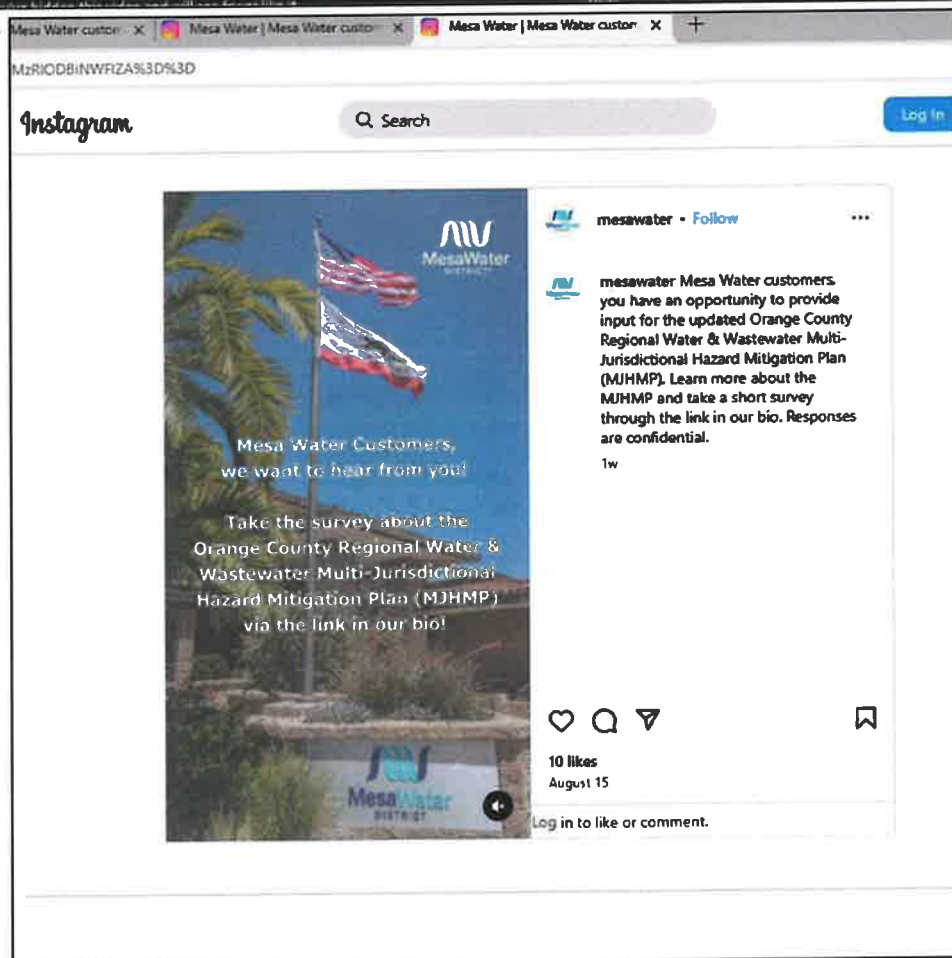 Mesa Water custom
Mesa Water | Mesa Water custo
Mesa Water | Mesa Water custor
MzRlODBiNWFlZA%3D%3D
Instagram
Search
Log In
MesaWater
DISTRICT
Mesa Water Customers,
we want to hear from you!
Take the survey about the
Orange County Regional Water &
Wastewater Multi-Jurisdictional
Hazard Mitigation Plan (MJHMP)
via the link in our bio!
MesaWater
DISTRICT
mesawater • Follow
mesawater Mesa Water customers,
you have an opportunity to provide
input for the updated Orange County
Regional Water & Wastewater Multi-
Jurisdictional Hazard Mitigation Plan
(MJHMP). Learn more about the
MJHMP and take a short survey
through the link in our bio. Responses
are confidential.
1w
10 likes
August 15
Log in to like or comment.